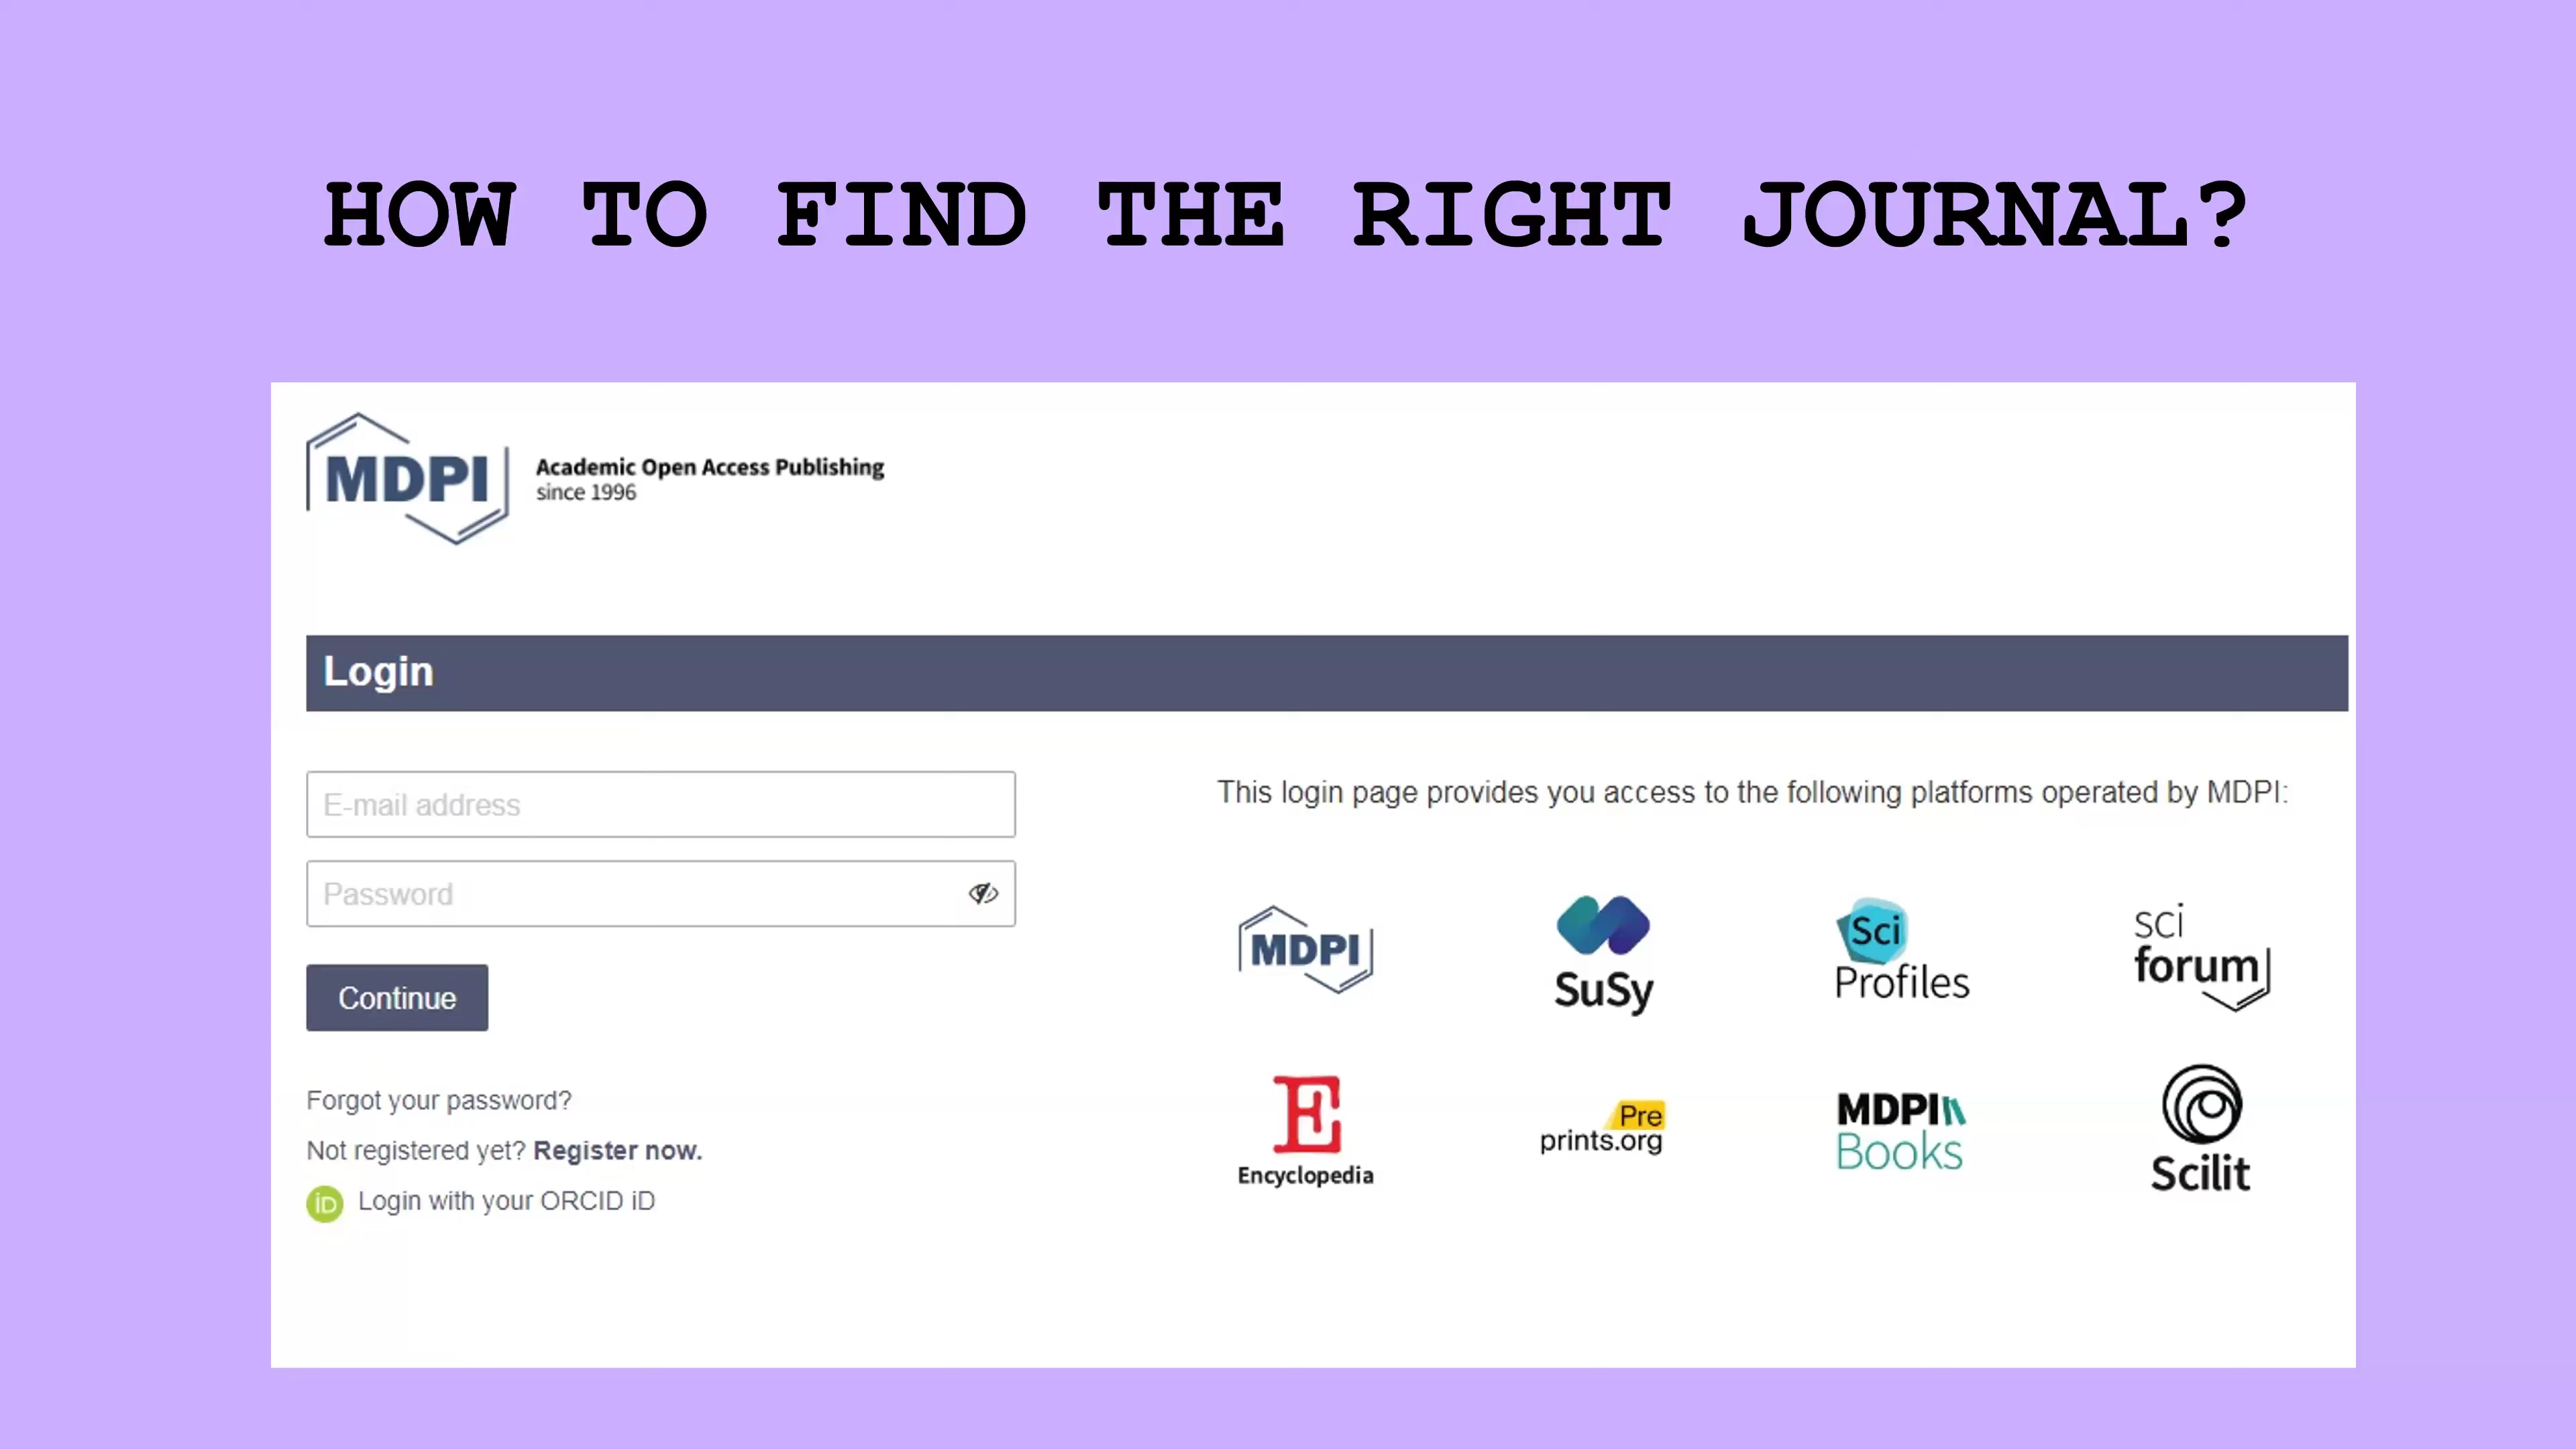 HOW TO FIND THE RIGHT JOURNAL?
MDPI
Academic Open Access Publishing
since 1996
Login
E-mail address
Password
Continue
Forgot your password?
Not registered yet? Register now.
iD Login with your ORCID iD
This login page provides you access to the following platforms operated by MDPI:
MDPI
SuSy
Sci
Profiles
sci
forum
E
Encyclopedia
Pre
prints.org
MDPI
Books
Scilit